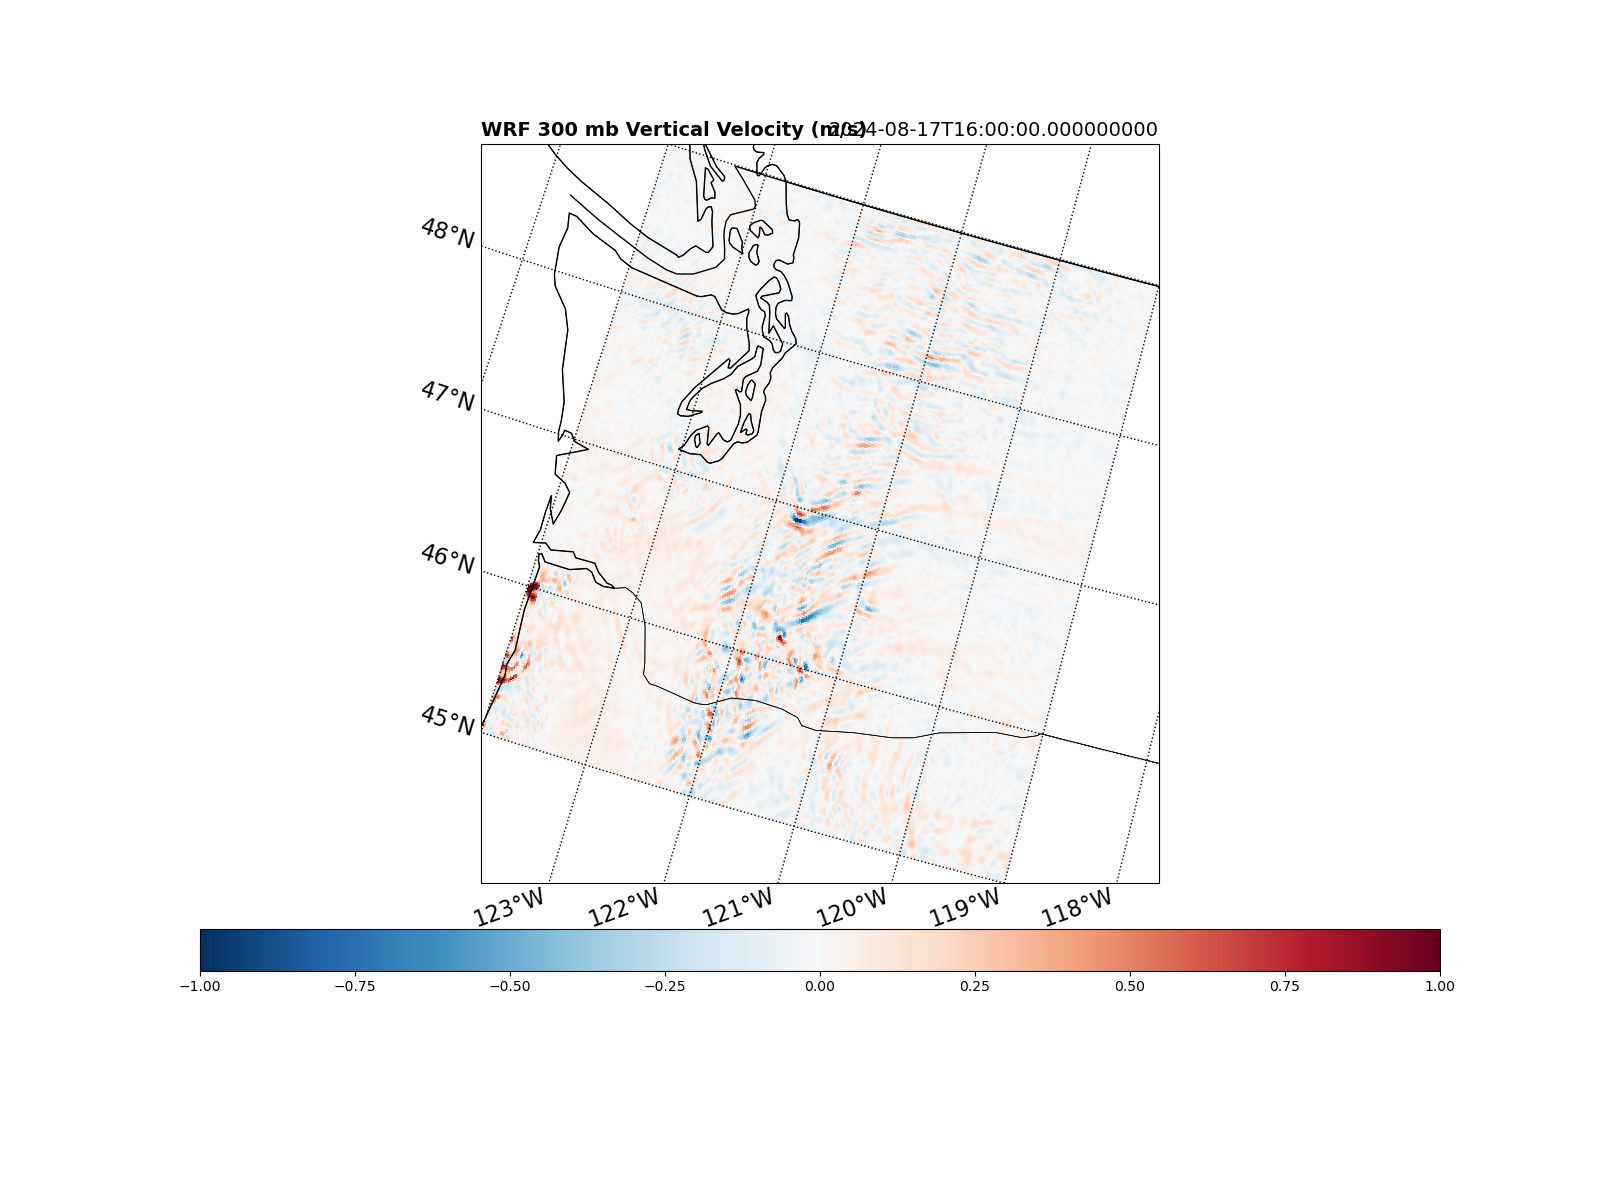 WRF 300 mb Vertical Velocity (m/s) 2024-08-17T16:00:00.000000000
48°N
47°N
46°N
45°N
123°W 122°W 121°W 120°W 119°W 118°W
−1.00 −0.75 −0.50 −0.25 0.00 0.25 0.50 0.75 1.00